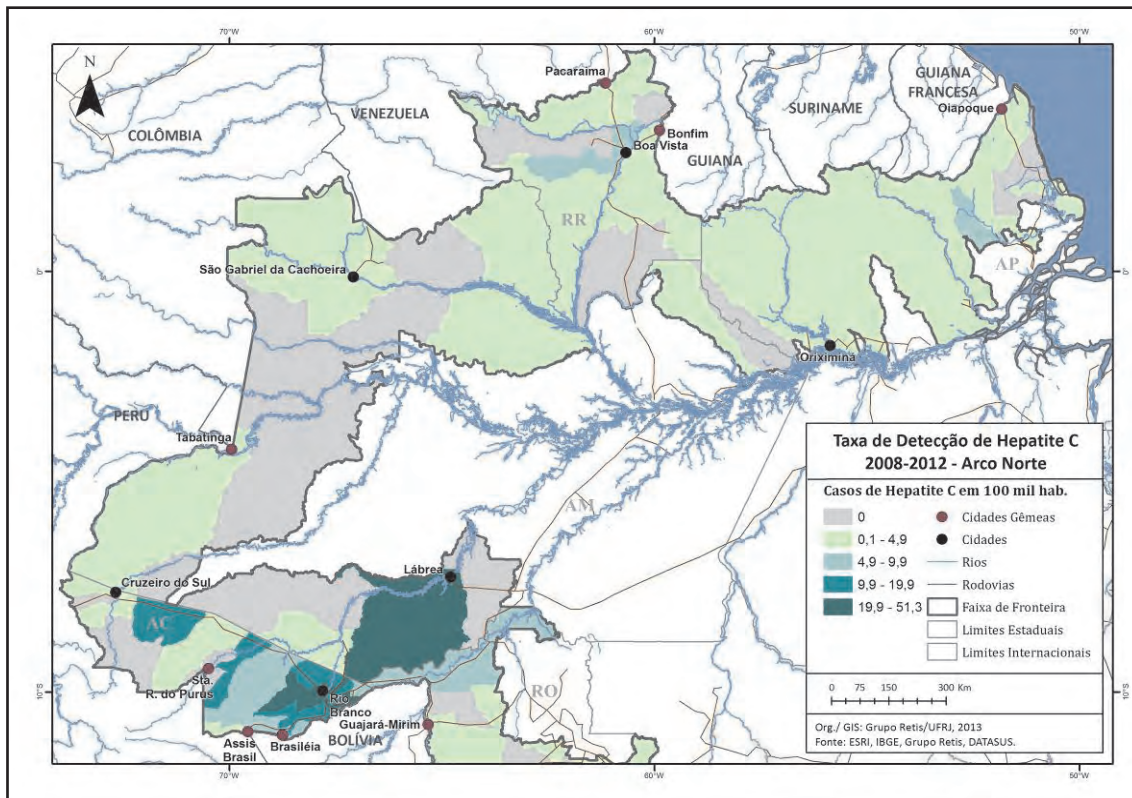 70°W
60°W
50°W
N
Pacaraima
GUIANA
FRANCESA
VENEZUELA
SURINAME
Oiapoque
COLÔMBIA
Bonfim
Boa Vista
GUIANA
RR
São Gabriel da Cachoeira
AP
0°
0°
Oriximiná
PERU
Tabatinga
AM
Lábrea
Cruzeiro do Sul
AC
Sta.
R. do Purus
Rio
Branco
RO
10°S
10°S
Guajará-Mirim
Assis
Brasil
Brasiléia
BOLÍVIA
Taxa de Detecção de Hepatite C
2008-2012 - Arco Norte
Casos de Hepatite C em 100 mil hab.
0
0,1 - 4,9
4,9 - 9,9
9,9 - 19,9
19,9 - 51,3
Cidades Gêmeas
Cidades
Rios
Rodovias
Faixa de Fronteira
Limites Estaduais
Limites Internacionais
0 75 150 300 Km
Org./ GIS: Grupo Retis/UFRJ, 2013
Fonte: ESRI, IBGE, Grupo Retis, DATASUS.
70°W
60°W
50°W